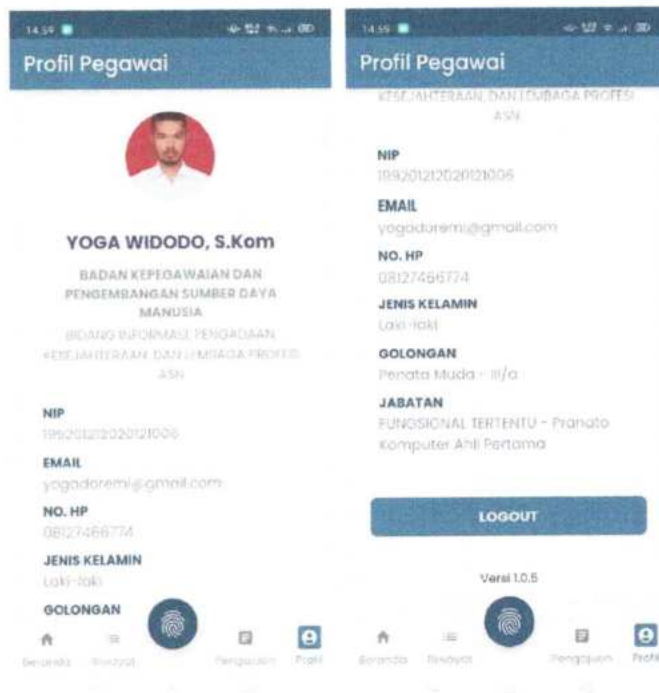 14.59
Profil Pegawai
YOGA WIDODO, S.Kom
BADAN KEPEGAWAIAN DAN
PENGEMBANGAN SUMBER DAYA
MANUSIA
BIDANG INFORMASI, PENGADAAN,
KESEJAHTERAAN, DAN LEMBAGA PROFESI
ASN
NIP
199201212020121006
EMAIL
yogadoremi@gmail.com
NO. HP
08127466774
JENIS KELAMIN
Laki-laki
GOLONGAN
Beranda
Riwayat
Pengajuan
Profil
14.59
Profil Pegawai
KESEJAHTERAAN, DAN LEMBAGA PROFESI
ASN
NIP
199201212020121006
EMAIL
yogadoremi@gmail.com
NO. HP
08127466774
JENIS KELAMIN
Laki-laki
GOLONGAN
Penata Muda - III/a
JABATAN
FUNGSIONAL TERTENTU - Pranata
Komputer Ahli Pertama
LOGOUT
Versi 1.0.5
Beranda
Riwayat
Pengajuan
Profil